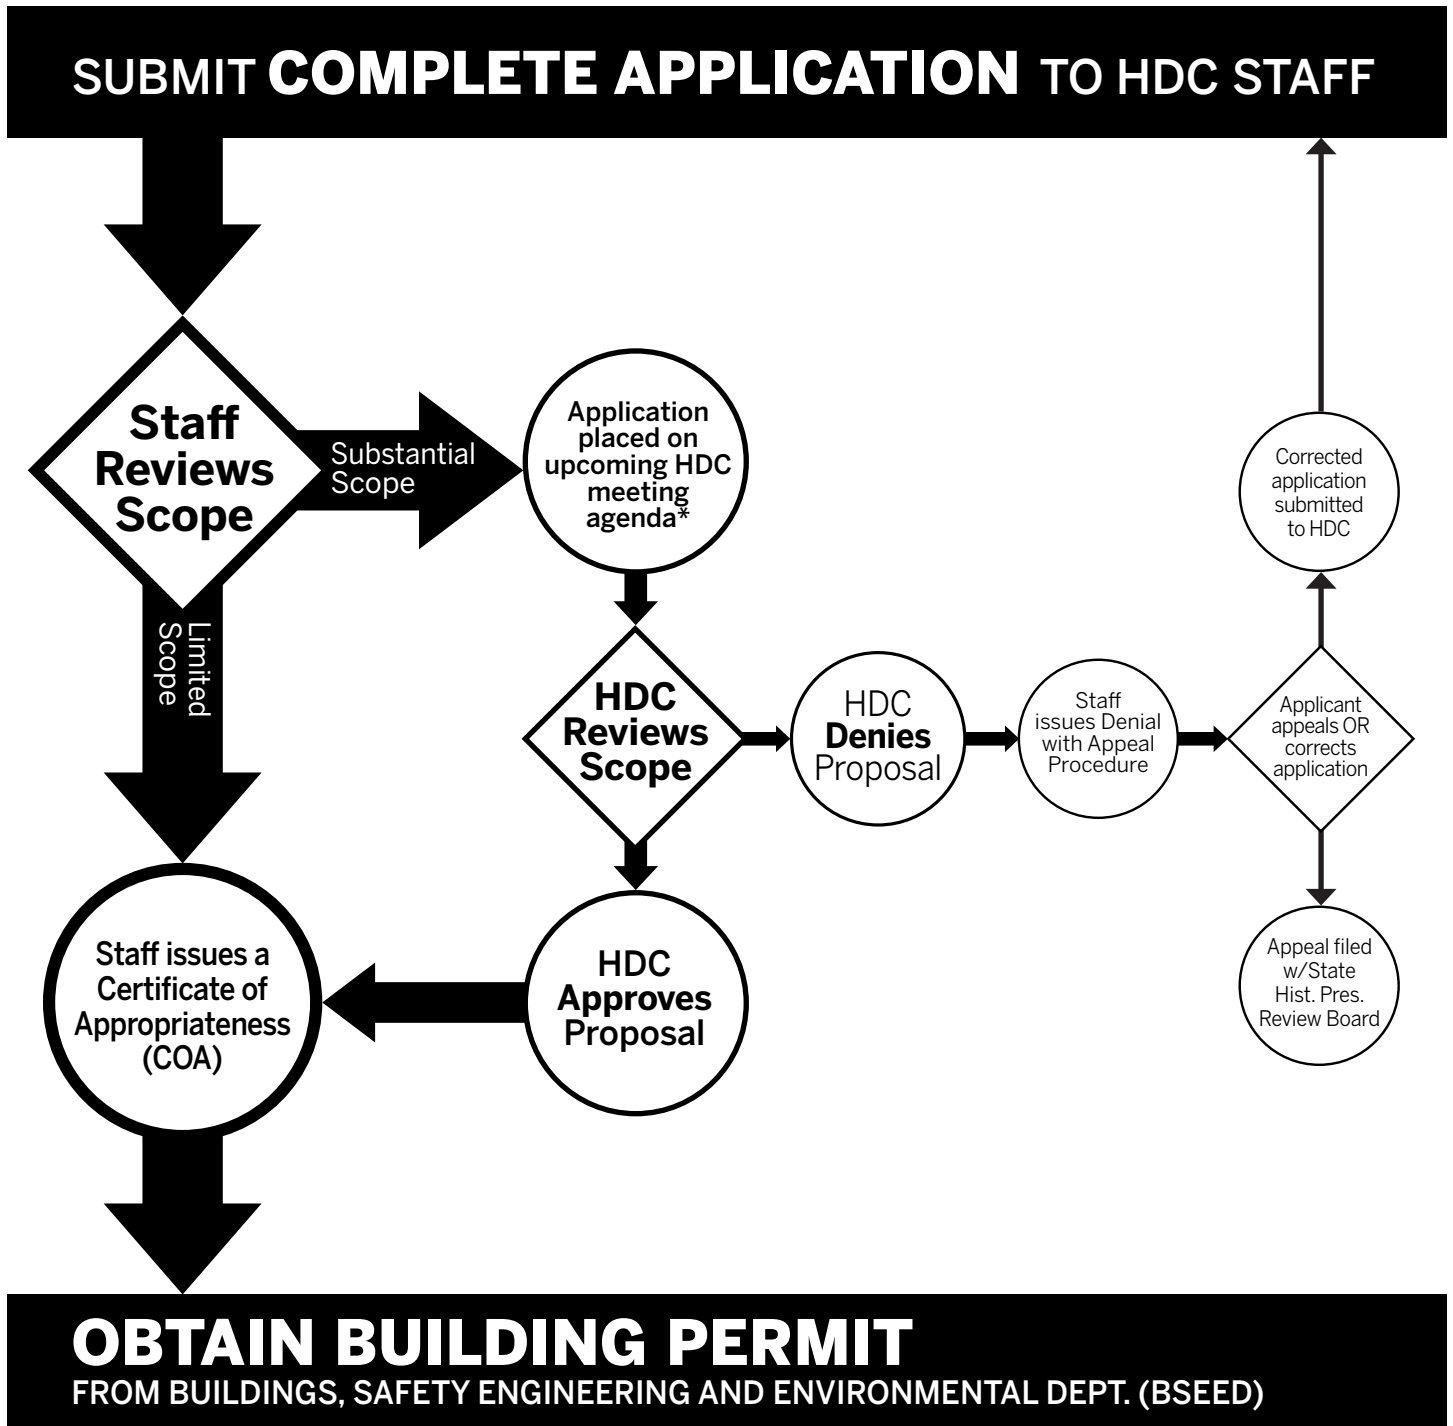 SUBMIT COMPLETE APPLICATION TO HDC STAFF
Staff
Reviews
Scope
Substantial
Scope
Application
placed on
upcoming HDC
meeting
agenda*
Corrected
application
submitted
to HDC
Limited
Scope
HDC
Reviews
Scope
HDC
Denies
Proposal
Staff
issues Denial
with Appeal
Procedure
Applicant
appeals OR
corrects
application
Staff issues a
Certificate of
Appropriateness
(COA)
HDC
Approves
Proposal
Appeal filed
w/State
Hist. Pres.
Review Board
OBTAIN BUILDING PERMIT
FROM BUILDINGS, SAFETY ENGINEERING AND ENVIRONMENTAL DEPT. (BSEED)